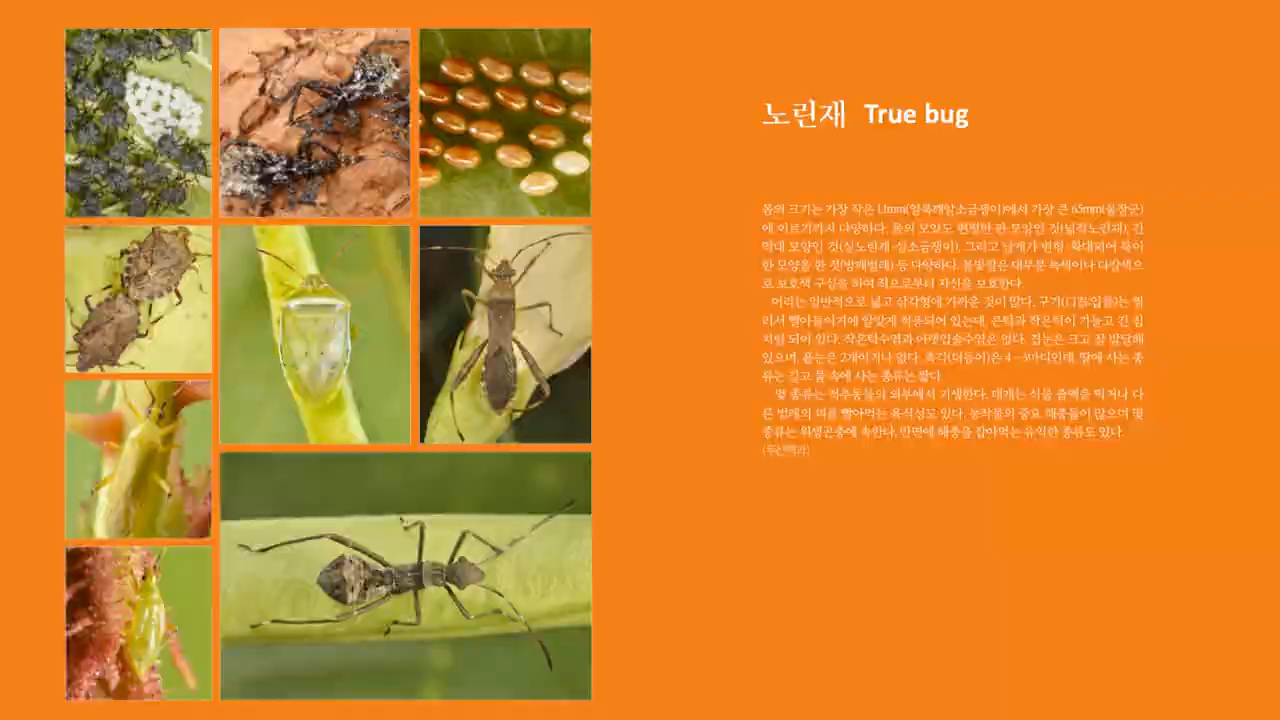 노린재 True bug
몸의 크기는 가장 작은 1.1mm(알록깨알소금쟁이)에서 가장 큰 65mm(물장군)
에 이르기까지 다양하다. 몸의 모양도 편평한 판 모양인 것(넓적노린재), 긴
막대 모양인 것(실노린재·실소금쟁이), 그리고 날개가 변형·확대되어 특이
한 모양을 한 것(방패벌레) 등 다양하다. 몸빛깔은 대부분 녹색이나 다갈색으
로 보호색 구실을 하여 적으로부터 자신을 보호한다.
머리는 일반적으로 넓고 삼각형에 가까운 것이 많다. 구기(口器:입틀)는 찔
러서 빨아들이기에 알맞게 적응되어 있는데, 큰턱과 작은턱이 가늘고 긴 침
처럼 되어 있다. 작은턱수염과 아랫입술수염은 없다. 겹눈은 크고 잘 발달해
있으며, 홑눈은 2개이거나 없다. 촉각(더듬이)은 4∼5마디인데, 땅에 사는 종
류는 길고 물 속에 사는 종류는 짧다.
몇 종류는 척추동물의 외부에서 기생한다. 대개는 식물 즙액을 먹거나 다
른 벌레의 피를 빨아먹는 육식성도 있다. 농작물의 중요 해충들이 많으며 몇
종류는 위생곤충에 속한다. 반면에 해충을 잡아먹는 유익한 종류도 있다.
(두산백과)